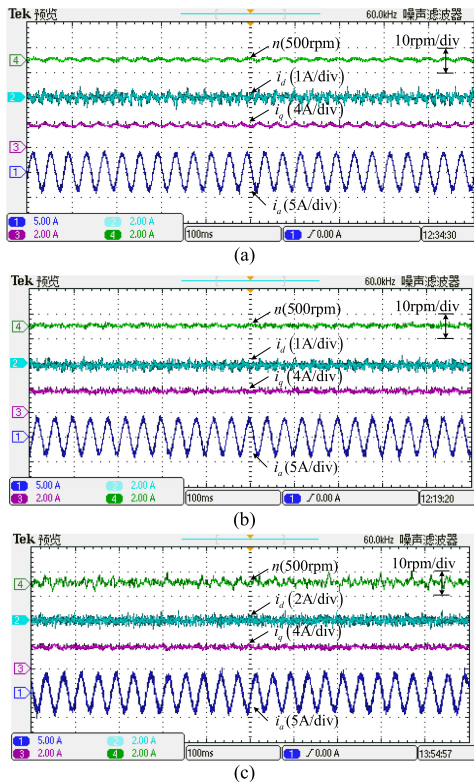 Tek 预览 60.0kHz 噪声滤波器
n(500rpm) 10rpm/div
4
i_d (1A/div)
2
i_q (4A/div)
3
1
i_a (5A/div)
1 5.00 A 2 2.00 A
3 2.00 A 4 2.00 A 100ms 1 0.00 A 12:34:30
(a)
Tek 预览 60.0kHz 噪声滤波器
n(500rpm) 10rpm/div
4
i_d (1A/div)
2
i_q (4A/div)
3
1
i_a (5A/div)
1 5.00 A 2 2.00 A
3 2.00 A 4 2.00 A 100ms 1 0.00 A 12:19:20
(b)
Tek 预览 60.0kHz 噪声滤波器
n(500rpm) 10rpm/div
4
i_d (2A/div)
2
i_q (4A/div)
3
1
i_a (5A/div)
1 5.00 A 2 2.00 A
3 2.00 A 4 2.00 A 100ms 1 0.00 A 13:54:57
(c)